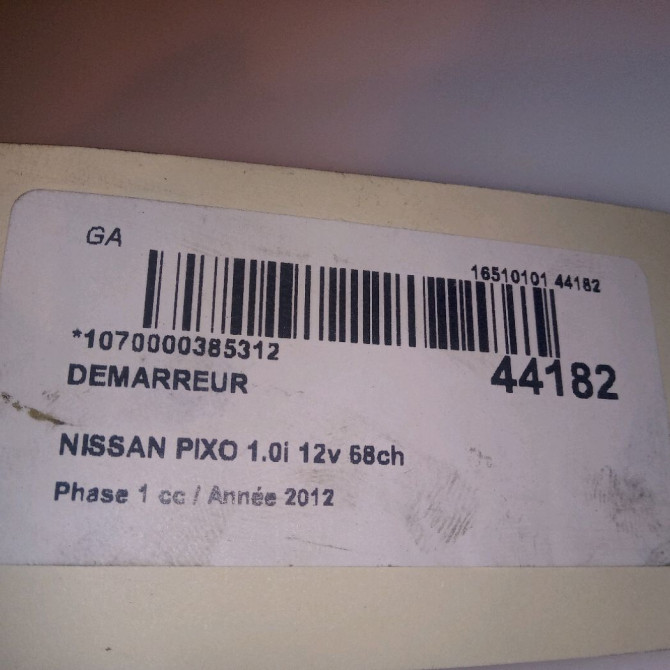 GA
16510101 44182
*1070000385312
44182
DEMARREUR
NISSAN PIXO 1.0i 12v 68ch
Phase 1 cc / Année 2012